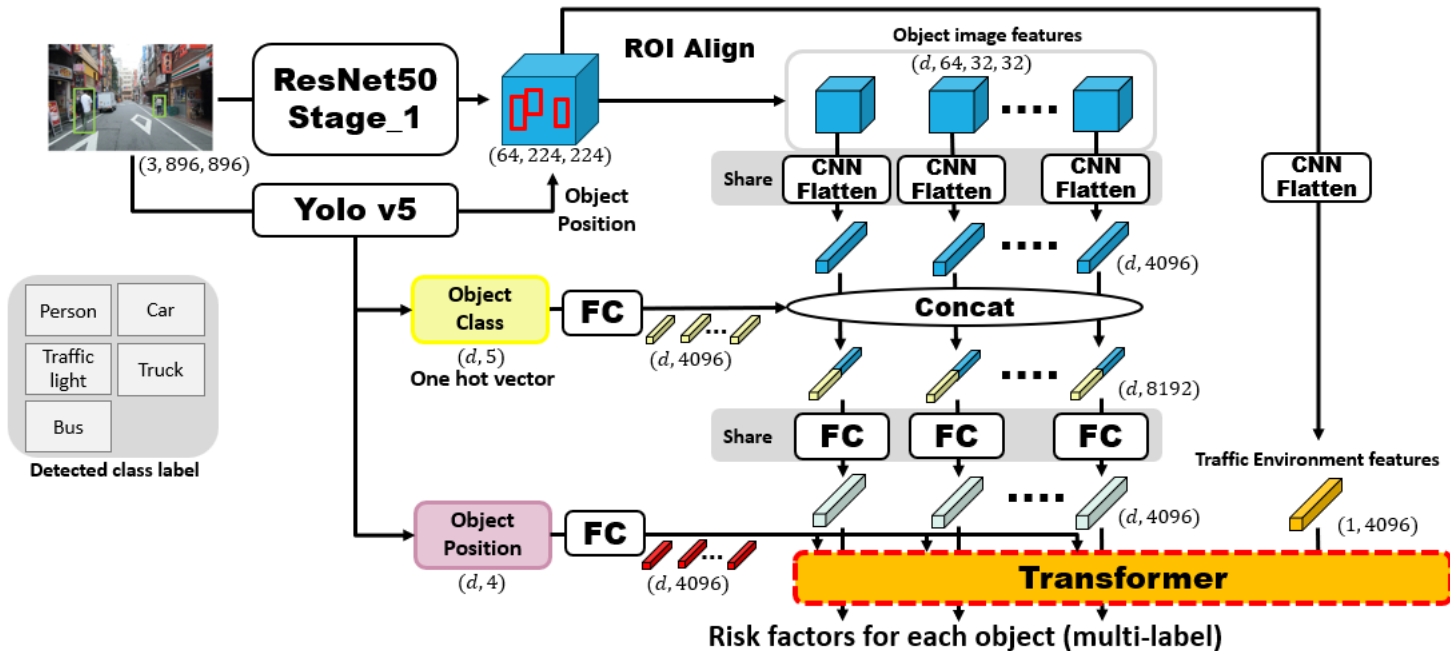 ResNet50
Stage_1
(3, 896, 896)
(64, 224, 224)
ROI Align
Object image features
(d, 64, 32, 32)
Share
CNN
Flatten
CNN
Flatten
CNN
Flatten
CNN
Flatten
Yolo v5
Object
Position
(d, 4096)
Person
Car
Traffic
light
Truck
Bus
Detected class label
Object
Class
(d, 5)
One hot vector
FC
(d, 4096)
Concat
(d, 8192)
Share
FC
FC
FC
Traffic Environment features
(1, 4096)
(d, 4096)
Object
Position
(d, 4)
FC
(d, 4096)
Transformer
Risk factors for each object (multi-label)